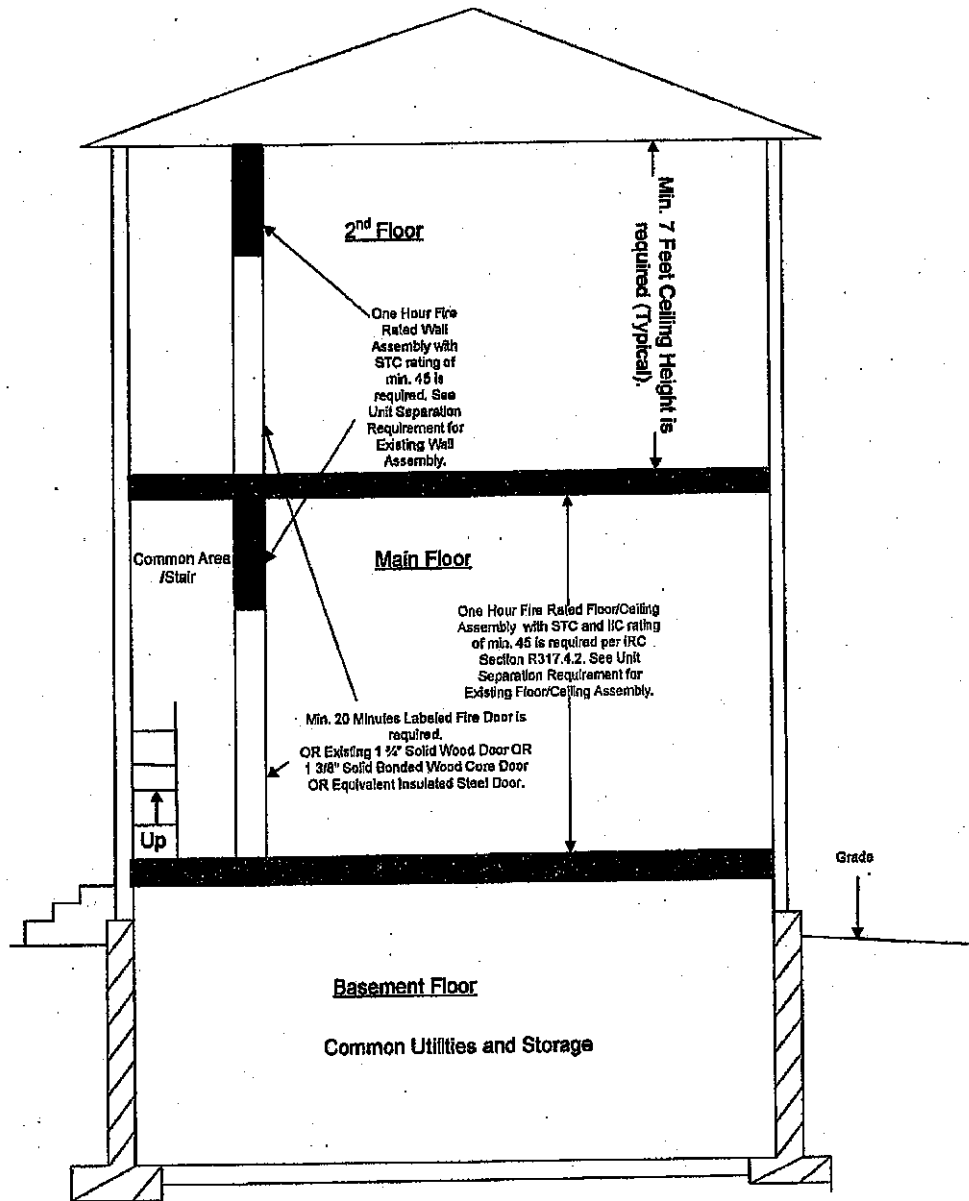 2nd Floor
Min. 7 Feet Ceiling Height is
required (Typical).
One Hour Fire
Rated Wall
Assembly with
STC rating of
min. 45 is
required. See
Unit Separation
Requirement for
Existing Wall
Assembly.
Common Area
/Stair
Main Floor
One Hour Fire Rated Floor/Ceiling
Assembly with STC and IIC rating
of min. 45 is required per IRC
Section R317.4.2. See Unit
Separation Requirement for
Existing Floor/Ceiling Assembly.
Min. 20 Minutes Labeled Fire Door is
required.
OR Existing 1 ¾" Solid Wood Door OR
1 3/8" Solid Bonded Wood Core Door
OR Equivalent Insulated Steel Door.
Up
Grade
Basement Floor
Common Utilities and Storage